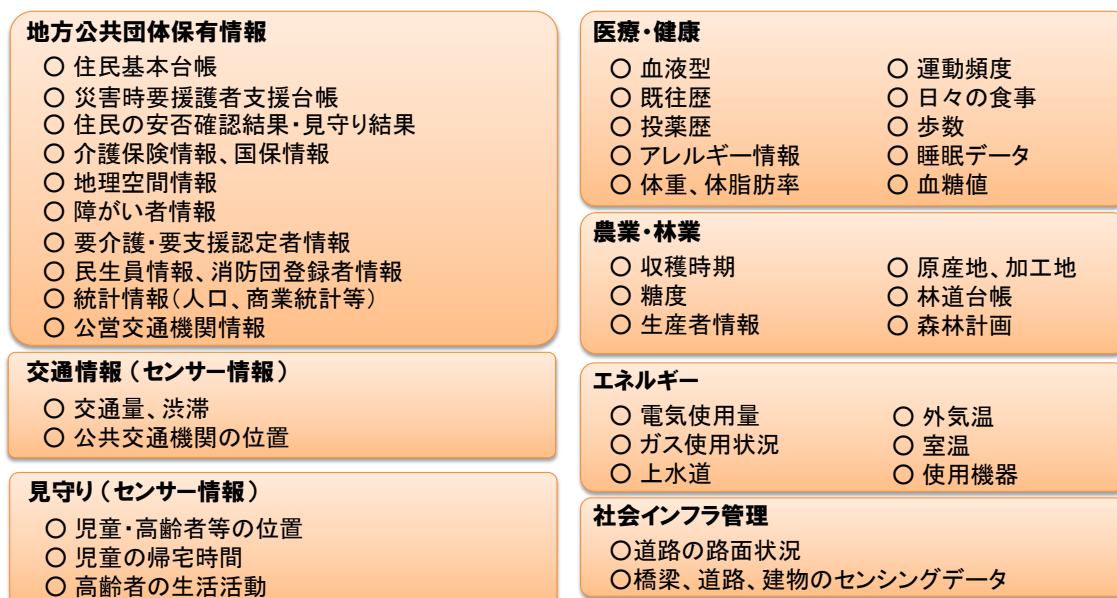 地方公共団体保有情報
○ 住民基本台帳
○ 災害時要援護者支援台帳
○ 住民の安否確認結果・見守り結果
○ 介護保険情報、国保情報
○ 地理空間情報
○ 障がい者情報
○ 要介護・要支援認定者情報
○ 民生員情報、消防団登録者情報
○ 統計情報(人口、商業統計等)
○ 公営交通機関情報
交通情報(センサー情報)
○ 交通量、渋滞
○ 公共交通機関の位置
見守り(センサー情報)
○ 児童・高齢者等の位置
○ 児童の帰宅時間
○ 高齢者の生活活動
医療・健康
○ 血液型
○ 既往歴
○ 投薬歴
○ アレルギー情報
○ 体重、体脂肪率
○ 運動頻度
○ 日々の食事
○ 歩数
○ 睡眠データ
○ 血糖値
農業・林業
○ 収穫時期
○ 糖度
○ 生産者情報
○ 原産地、加工地
○ 林道台帳
○ 森林計画
エネルギー
○ 電気使用量
○ ガス使用状況
○ 上水道
○ 外気温
○ 室温
○ 使用機器
社会インフラ管理
○道路の路面状況
○橋梁、道路、建物のセンシングデータ